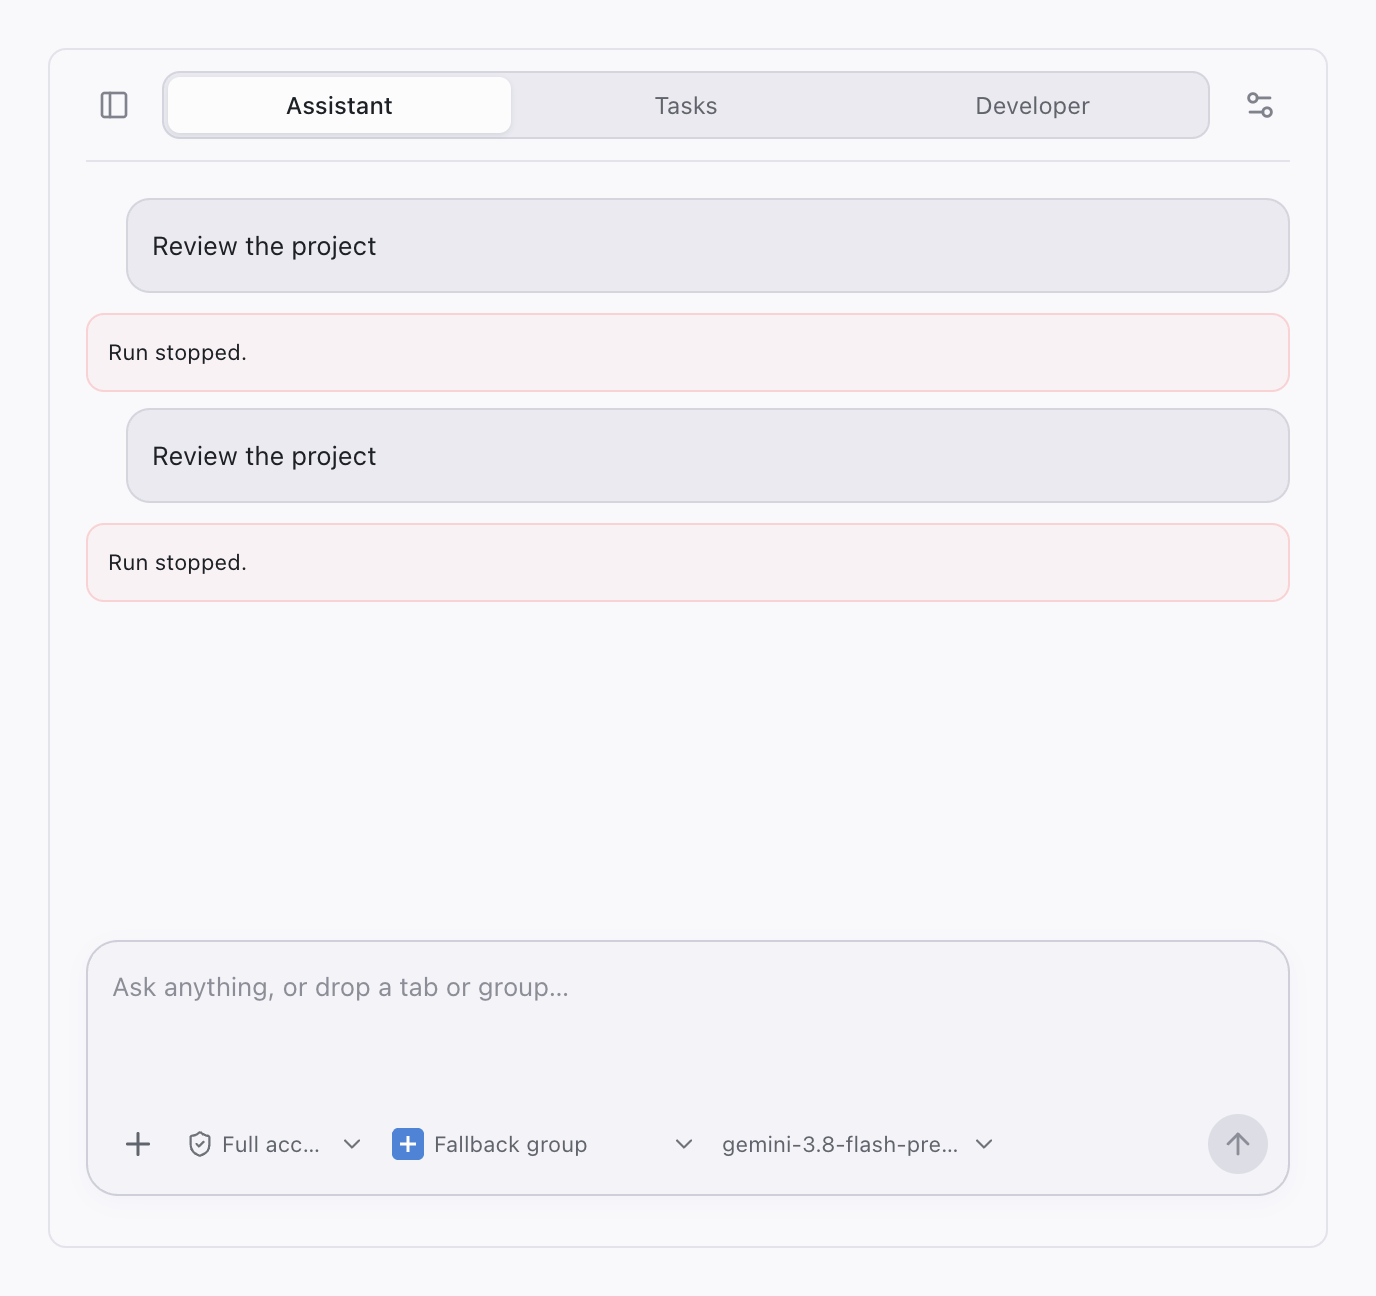 Assistant
Tasks
Developer
Review the project
Run stopped.
Review the project
Run stopped.
Ask anything, or drop a tab or group...
Full acc...
Fallback group
gemini-3.8-flash-pre...